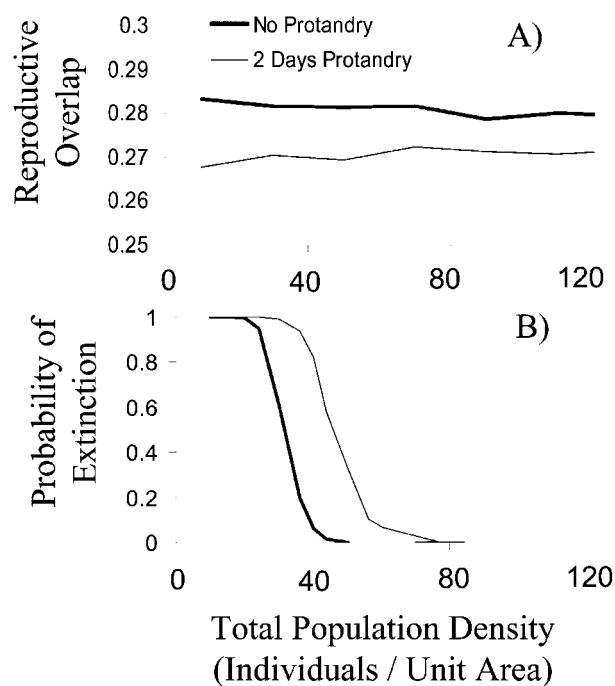 0.3
No Protandry
A)
0.29
2 Days Protandry
Reproductive
Overlap
0.28
0.27
0.26
0.25
0 40 80 120
B)
Probability of
Extinction
1
0.8
0.6
0.4
0.2
0
0 40 80 120
Total Population Density
(Individuals / Unit Area)